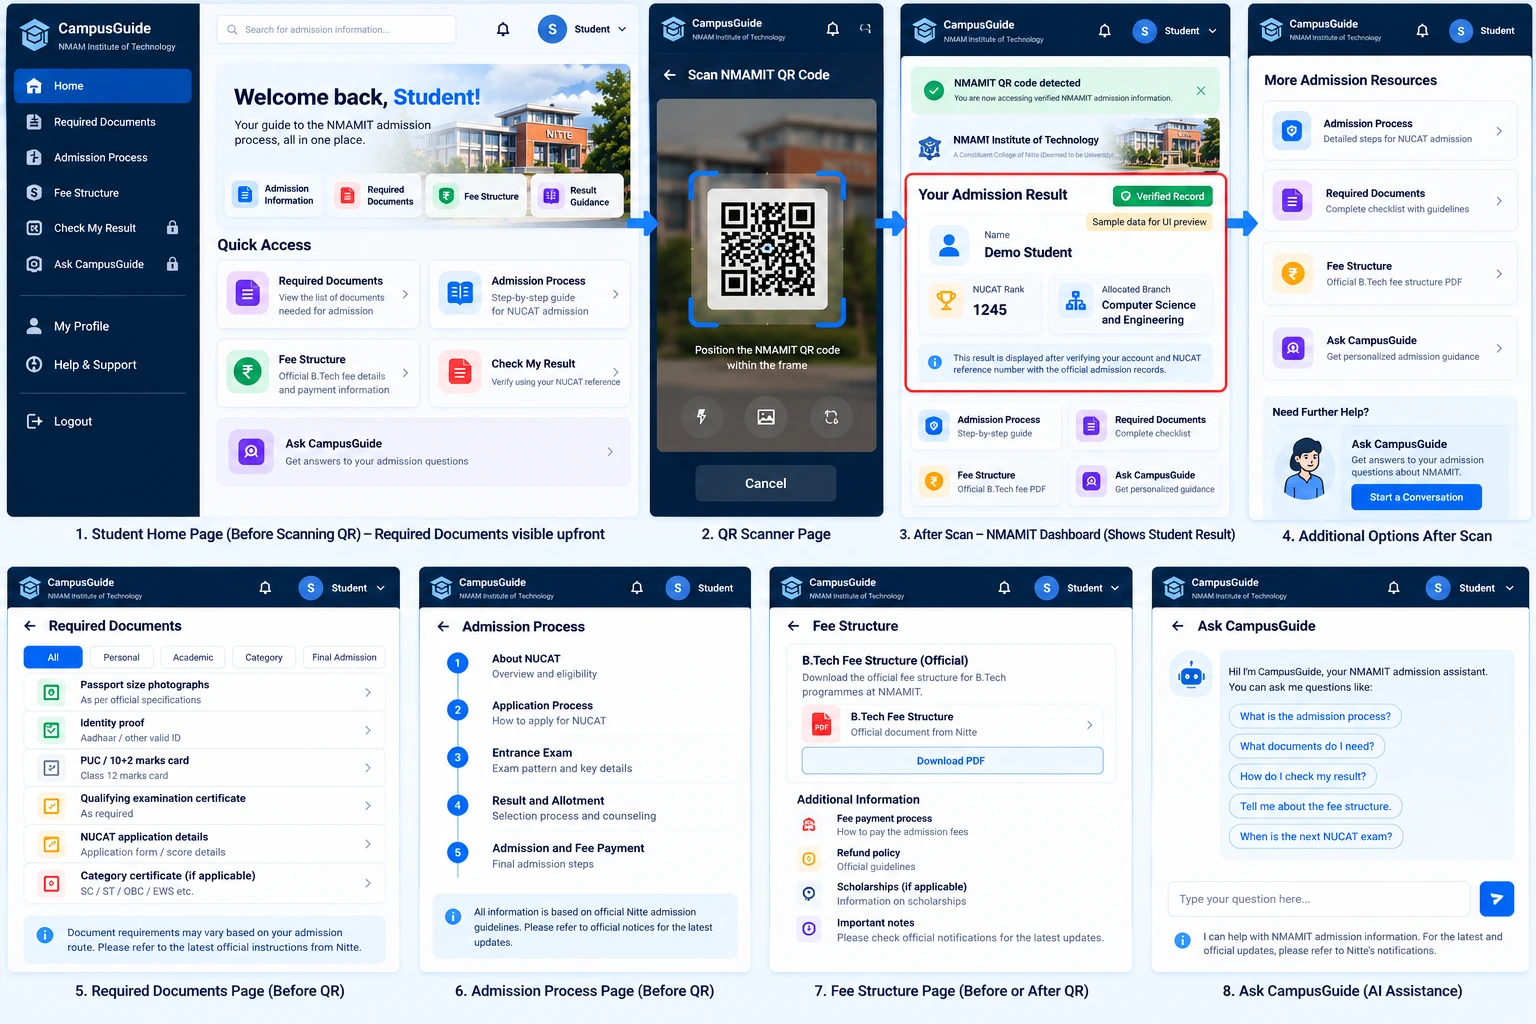 CampusGuide
NMAM Institute of Technology
Home
Required Documents
Admission Process
Fee Structure
Check My Result
Ask CampusGuide
My Profile
Help & Support
Logout
Search for admission information...
S
Student
Welcome back, Student!
Your guide to the NMAMIT admission
process, all in one place.
NITTE
Admission
Information
Required
Documents
Fee Structure
Result
Guidance
Quick Access
Required Documents
View the list of documents
needed for admission
Admission Process
Step-by-step guide
for NUCAT admission
Fee Structure
Official B.Tech fee details
and payment information
Check My Result
Verify using your NUCAT reference
Ask CampusGuide
Get answers to your admission questions
1. Student Home Page (Before Scanning QR) – Required Documents visible upfront
CampusGuide
NMAM Institute of Technology
Scan NMAMIT QR Code
Position the NMAMIT QR code
within the frame
Cancel
2. QR Scanner Page
CampusGuide
NMAM Institute of Technology
S
Student
NMAMIT QR code detected
You are now accessing verified NMAMIT admission information.
NMAMIT Institute of Technology
A Constituent College of Nitte (Deemed to be University)
Your Admission Result
Verified Record
Sample data for UI preview
Name
Demo Student
NUCAT Rank
1245
Allocated Branch
Computer Science
and Engineering
This result is displayed after verifying your account and NUCAT
reference number with the official admission records.
Admission Process
Step-by-step guide
Required Documents
Complete checklist
Fee Structure
Official B.Tech fee PDF
Ask CampusGuide
Get personalized guidance
3. After Scan – NMAMIT Dashboard (Shows Student Result)
CampusGuide
NMAM Institute of Technology
S
Student
More Admission Resources
Admission Process
Detailed steps for NUCAT admission
Required Documents
Complete checklist with guidelines
Fee Structure
Official B.Tech fee structure PDF
Ask CampusGuide
Get personalized admission guidance
Need Further Help?
Ask CampusGuide
Get answers to your admission
questions about NMAMIT.
Start a Conversation
4. Additional Options After Scan
CampusGuide
NMAM Institute of Technology
S
Student
Required Documents
All
Personal
Academic
Category
Final Admission
Passport size photographs
As per official specifications
Identity proof
Aadhaar / other valid ID
PUC / 10+2 marks card
Class 12 marks card
Qualifying examination certificate
As required
NUCAT application details
Application form / score details
Category certificate (if applicable)
SC / ST / OBC / EWS etc.
Document requirements may vary based on your admission
route. Please refer to the latest official instructions from Nitte.
5. Required Documents Page (Before QR)
CampusGuide
NMAM Institute of Technology
S
Student
Admission Process
1
About NUCAT
Overview and eligibility
2
Application Process
How to apply for NUCAT
3
Entrance Exam
Exam pattern and key details
4
Result and Allotment
Selection process and counseling
5
Admission and Fee Payment
Final admission steps
All information is based on official Nitte admission
guidelines. Please refer to official notices for the latest
updates.
6. Admission Process Page (Before QR)
CampusGuide
NMAM Institute of Technology
S
Student
Fee Structure
B.Tech Fee Structure (Official)
Download the official fee structure for B.Tech
programmes at NMAMIT.
PDF
B.Tech Fee Structure
Official document from Nitte
Download PDF
Additional Information
Fee payment process
How to pay the admission fees
Refund policy
Official guidelines
Scholarships (if applicable)
Information on scholarships
Important notes
Please check official notifications for the latest updates.
7. Fee Structure Page (Before or After QR)
CampusGuide
NMAM Institute of Technology
S
Student
Ask CampusGuide
Hi! I'm CampusGuide, your NMAMIT admission assistant.
You can ask me questions like:
What is the admission process?
What documents do I need?
How do I check my result?
Tell me about the fee structure.
When is the next NUCAT exam?
Type your question here...
I can help with NMAMIT admission information. For the latest and
official updates, please refer to Nitte's notifications.
8. Ask CampusGuide (AI Assistance)